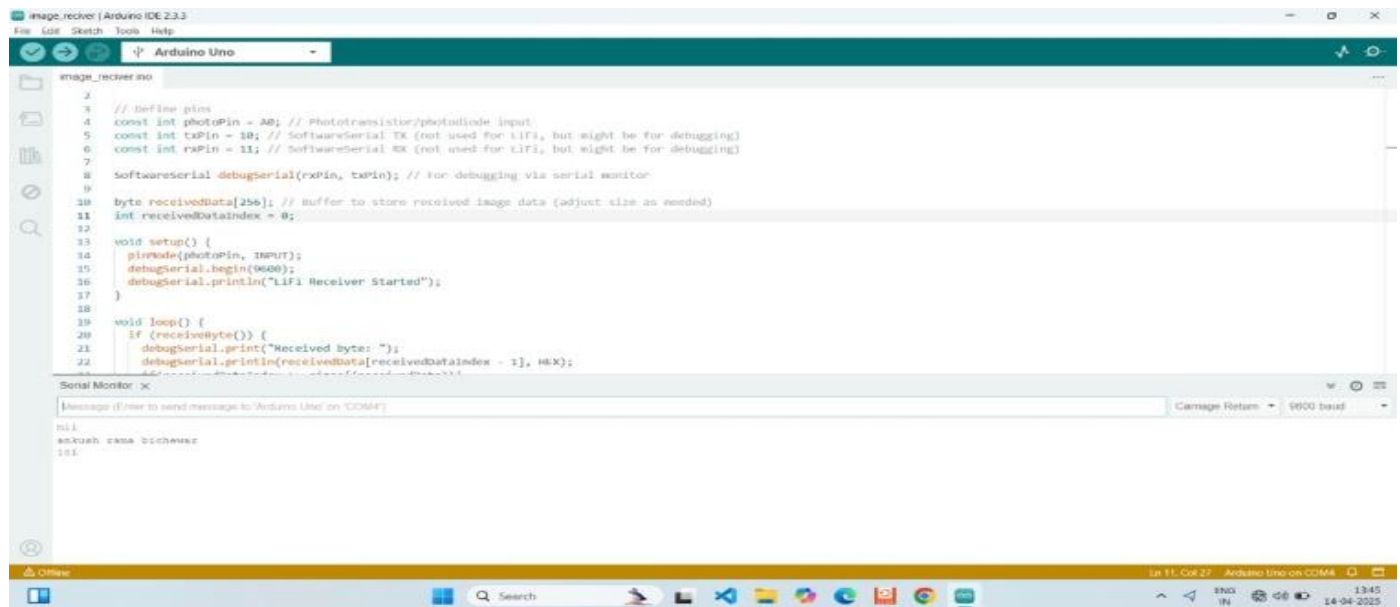 image_reciver | Arduino IDE 2.3.3
File Edit Sketch Tools Help
Arduino Uno
image_reciver.ino
2
3 // Define pins
4 const int photoPin = A0; // Phototransistor/photodiode input
5 const int txPin = 10; // SoftwareSerial TX (not used for LiFi, but might be for debugging)
6 const int rxPin = 11; // SoftwareSerial RX (not used for LiFi, but might be for debugging)
7
8 SoftwareSerial debugSerial(rxPin, txPin); // For debugging via serial monitor
9
10 byte receivedData[256]; // Buffer to store received image data (adjust size as needed)
11 int receivedDataIndex = 0;
12
13 void setup() {
14 pinMode(photoPin, INPUT);
15 debugSerial.begin(9600);
16 debugSerial.println("LiFi Receiver Started");
17 }
18
19 void loop() {
20 if (receiveByte()) {
21 debugSerial.print("Received byte: ");
22 debugSerial.println(receivedData[receivedDataIndex - 1], HEX);
Serial Monitor
Message (Enter to send message to 'Arduino Uno' on 'COM4')
Carriage Return
9600 baud
ankush rama bichewar
Offline
Ln 11, Col 27 Arduino Uno on COM4
Search
ENG
IN
13:45
14-04-2025